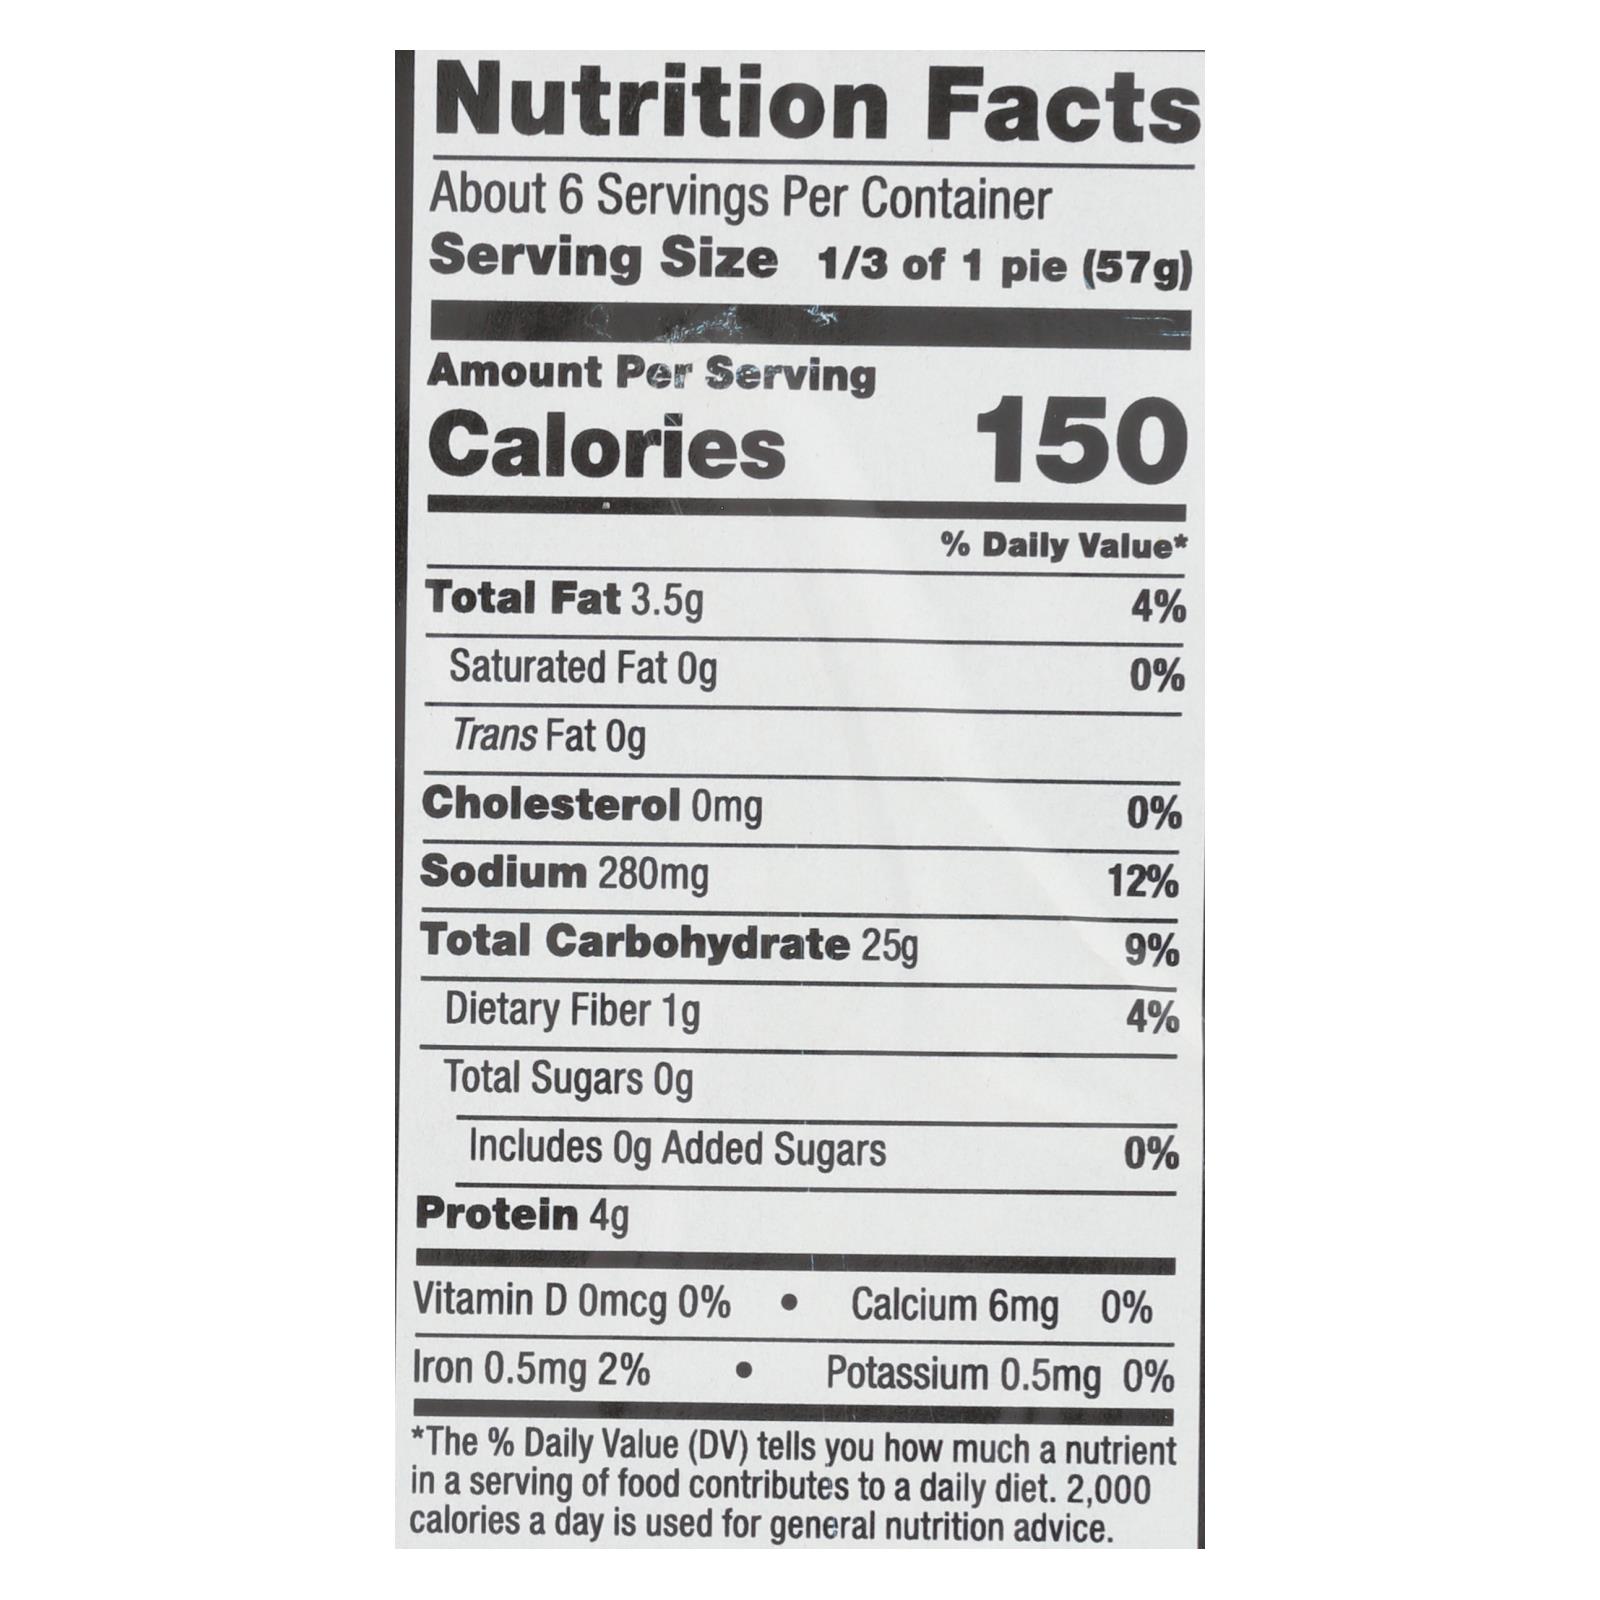 Nutrition Facts
About 6 Servings Per Container
Serving Size 1/3 of 1 pie (57g)
Amount Per Serving
Calories 150
% Daily Value*
Total Fat 3.5g 4%
Saturated Fat 0g 0%
Trans Fat 0g
Cholesterol 0mg 0%
Sodium 280mg 12%
Total Carbohydrate 25g 9%
Dietary Fiber 1g 4%
Total Sugars 0g
Includes 0g Added Sugars 0%
Protein 4g
Vitamin D 0mcg 0% • Calcium 6mg 0%
Iron 0.5mg 2% • Potassium 0.5mg 0%
*The % Daily Value (DV) tells you how much a nutrient
in a serving of food contributes to a daily diet. 2,000
calories a day is used for general nutrition advice.